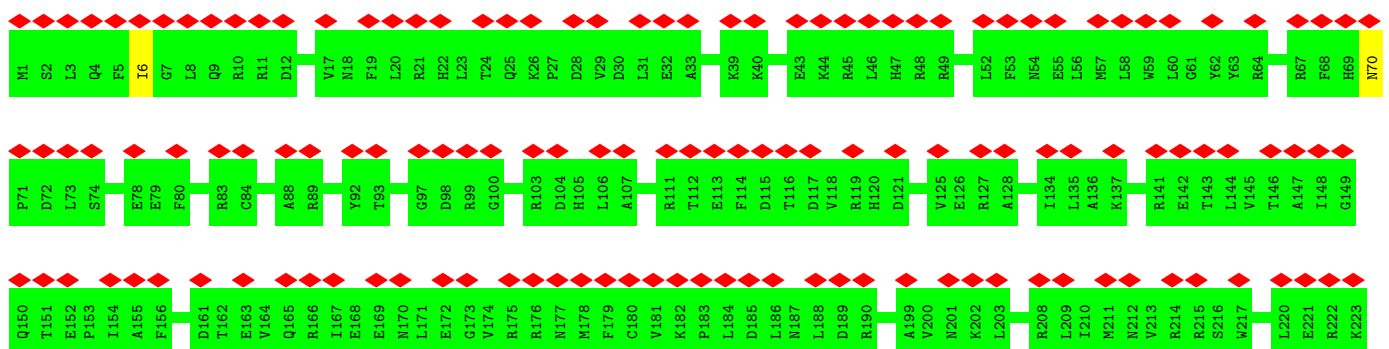 M1 S2 L3 Q4 F5 I6 G7 L8 Q9 R10 R11 D12 V17 N18 F19 L20 R21 H22 L23 T24 Q25 K26 P27 D28 V29 D30 L31 E32 A33 K39 K40 E43 K44 R45 L46 H47 R48 R49 L52 F53 N54 E55 L56 M57 L58 W59 L60 G61 Y62 Y63 R64 R67 F68 H69 N70
P71 D72 L73 S74 E78 E79 F80 R83 C84 A88 R89 Y92 T93 G97 D98 R99 G100 R103 D104 H105 L106 A107 R111 T112 E113 F114 D115 T116 D117 V118 R119 H120 D121 V125 E126 R127 A128 I134 L135 A136 K137 R141 E142 T143 L144 V145 T146 A147 I148 G149
Q150 T151 E152 P153 I154 A155 F156 D161 T162 E163 V164 Q165 R166 I167 E168 E169 N170 L171 E172 G173 V174 R175 R176 N177 M178 F179 C180 V181 K182 P183 L184 D185 L186 N187 L188 D189 R190 A199 V200 N201 K202 L203 R208 L209 I210 M211 N212 V213 R214 R215 S216 W217 L220 E221 R222 K223